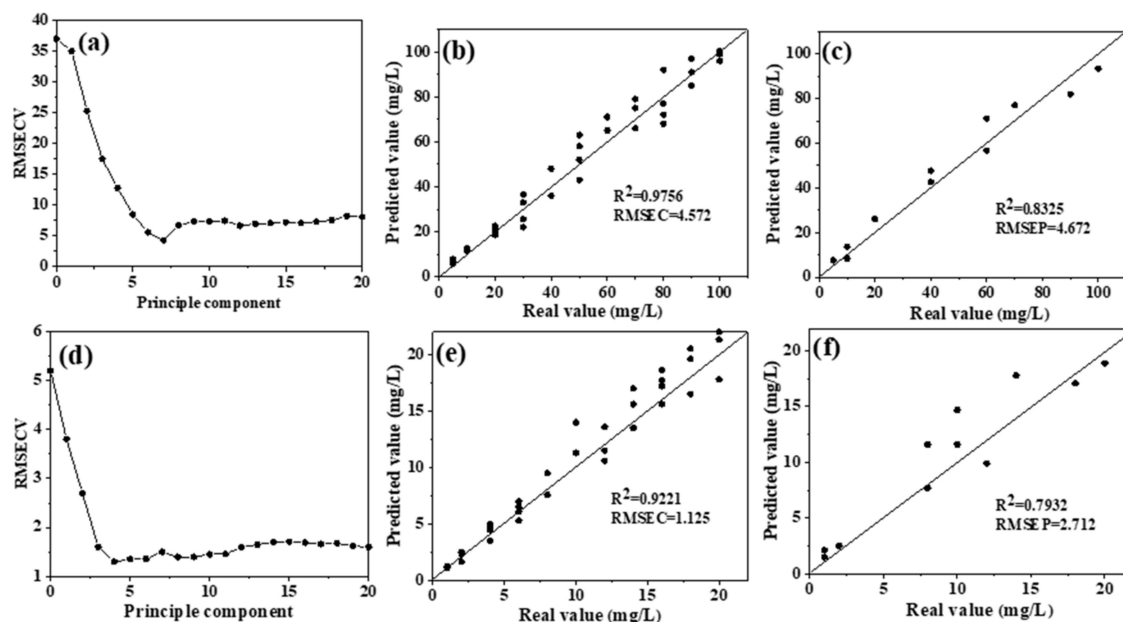 (a)
RMSECV
40
35
30
25
20
15
10
5
0
0 5 10 15 20
Principle component
(b)
Predicted value (mg/L)
100
80
60
40
20
0
R²=0.9756
RMSEC=4.572
0 20 40 60 80 100
Real value (mg/L)
(c)
Predicted value (mg/L)
100
80
60
40
20
0
R²=0.8325
RMSEP=4.672
0 20 40 60 80 100
Real value (mg/L)
(d)
RMSECV
6
5
4
3
2
1
0 5 10 15 20
Principle component
(e)
Predicted value (mg/L)
20
15
10
5
0
R²=0.9221
RMSEC=1.125
0 5 10 15 20
Real value (mg/L)
(f)
Predicted value (mg/L)
20
15
10
5
0
R²=0.7932
RMSEP=2.712
0 5 10 15 20
Real value (mg/L)